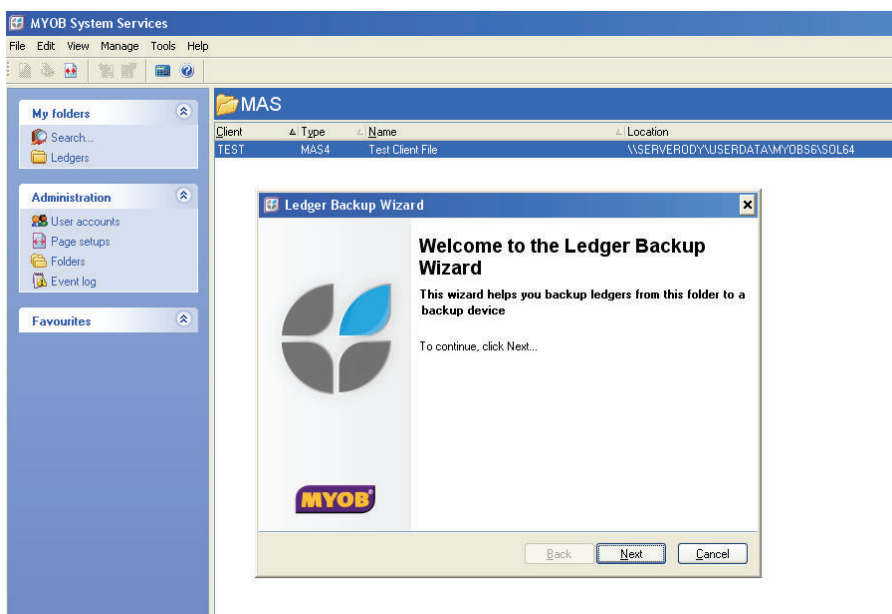 MYOB System Services
File Edit View Manage Tools Help
My folders
Search...
Ledgers
Administration
User accounts
Page setups
Folders
Event log
Favourites
MAS
Client Type Name Location
TEST MAS4 Test Client File \\SERVERODY\USERDATA\MYOBS6\SOL64
Ledger Backup Wizard
Welcome to the Ledger Backup
Wizard
This wizard helps you backup ledgers from this folder to a
backup device
To continue, click Next...
MYOB
Back Next Cancel